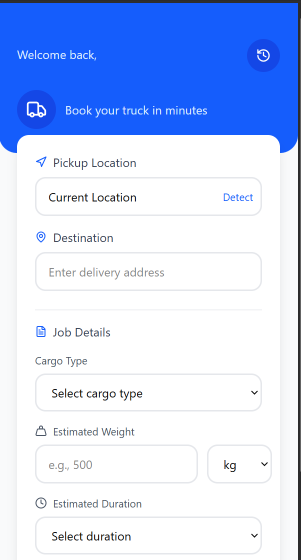 Welcome back,
Book your truck in minutes
Pickup Location
Current Location Detect
Destination
Enter delivery address
Job Details
Cargo Type
Select cargo type
Estimated Weight
e.g., 500 kg
Estimated Duration
Select duration